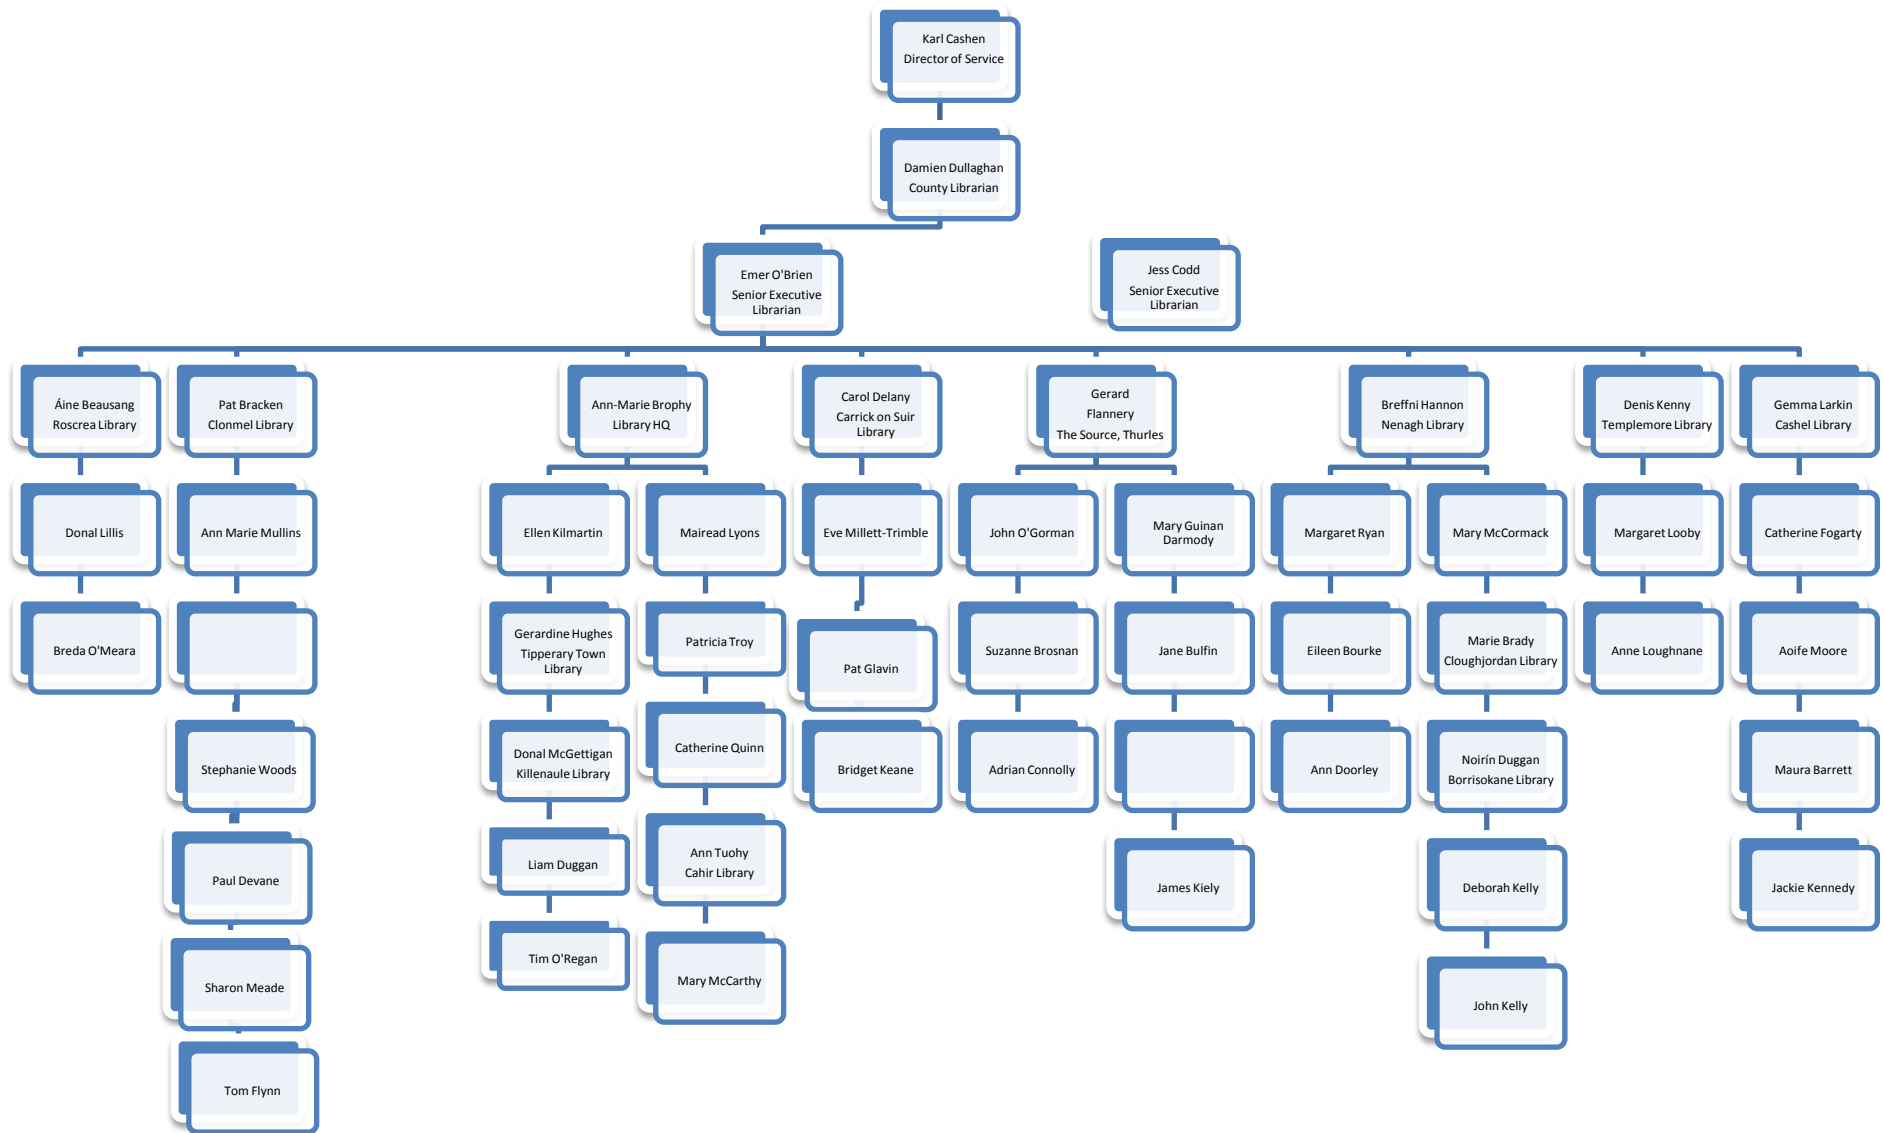 Karl Cashen
Director of Service
Damien Dullaghan
County Librarian
Emer O'Brien
Senior Executive
Librarian
Jess Codd
Senior Executive
Librarian
Áine Beausang
Roscrea Library
Pat Bracken
Clonmel Library
Ann-Marie Brophy
Library HQ
Carol Delany
Carrick on Suir
Library
Gerard
Flannery
The Source, Thurles
Breffni Hannon
Nenagh Library
Denis Kenny
Templemore Library
Gemma Larkin
Cashel Library
Donal Lillis
Ann Marie Mullins
Ellen Kilmartin
Mairead Lyons
Eve Millett-Trimble
John O'Gorman
Mary Guinan
Darmody
Margaret Ryan
Mary McCormack
Margaret Looby
Catherine Fogarty
Breda O'Meara
Gerardine Hughes
Tipperary Town
Library
Patricia Troy
Pat Glavin
Suzanne Brosnan
Jane Bulfin
Eileen Bourke
Marie Brady
Cloughjordan Library
Anne Loughnane
Aoife Moore
Stephanie Woods
Donal McGettigan
Killenaule Library
Catherine Quinn
Bridget Keane
Adrian Connolly
Ann Doorley
Noirín Duggan
Borrisokane Library
Maura Barrett
Paul Devane
Liam Duggan
Ann Tuohy
Cahir Library
James Kiely
Deborah Kelly
Jackie Kennedy
Sharon Meade
Tim O'Regan
Mary McCarthy
John Kelly
Tom Flynn